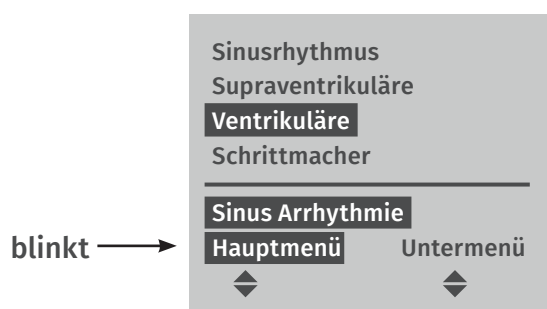 Sinusrhythmus
Supraventrikuläre
Ventrikuläre
Schrittmacher
Sinus Arrhythmie
blinkt Hauptmenü Untermenü